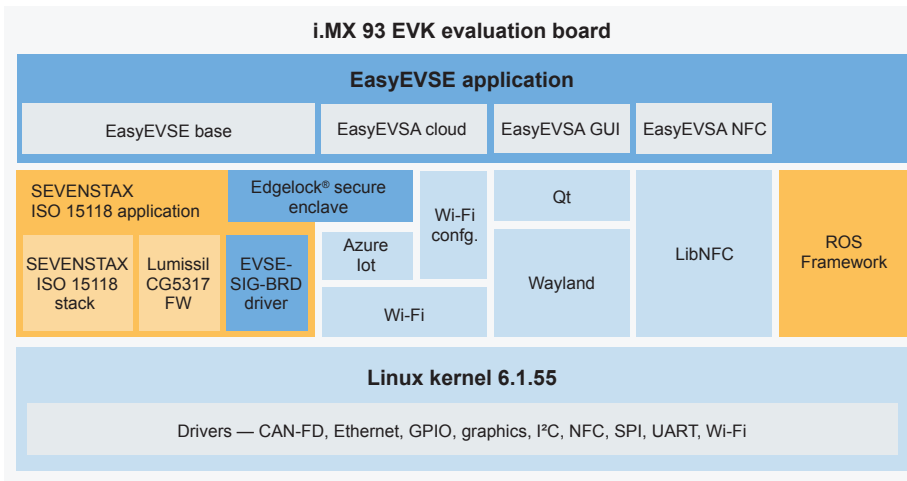 i.MX 93 EVK evaluation board
EasyEVSE application
EasyEVSE base
EasyEVSA cloud
EasyEVSA GUI
EasyEVSA NFC
SEVENSTAX
ISO 15118 application
Edgelock® secure
enclave
Wi-Fi
confg.
Qt
LibNFC
ROS
Framework
SEVENSTAX
ISO 15118
stack
Lumissil
CG5317
FW
EVSE-
SIG-BRD
driver
Azure
Iot
Wayland
Wi-Fi
Linux kernel 6.1.55
Drivers — CAN-FD, Ethernet, GPIO, graphics, I²C, NFC, SPI, UART, Wi-Fi